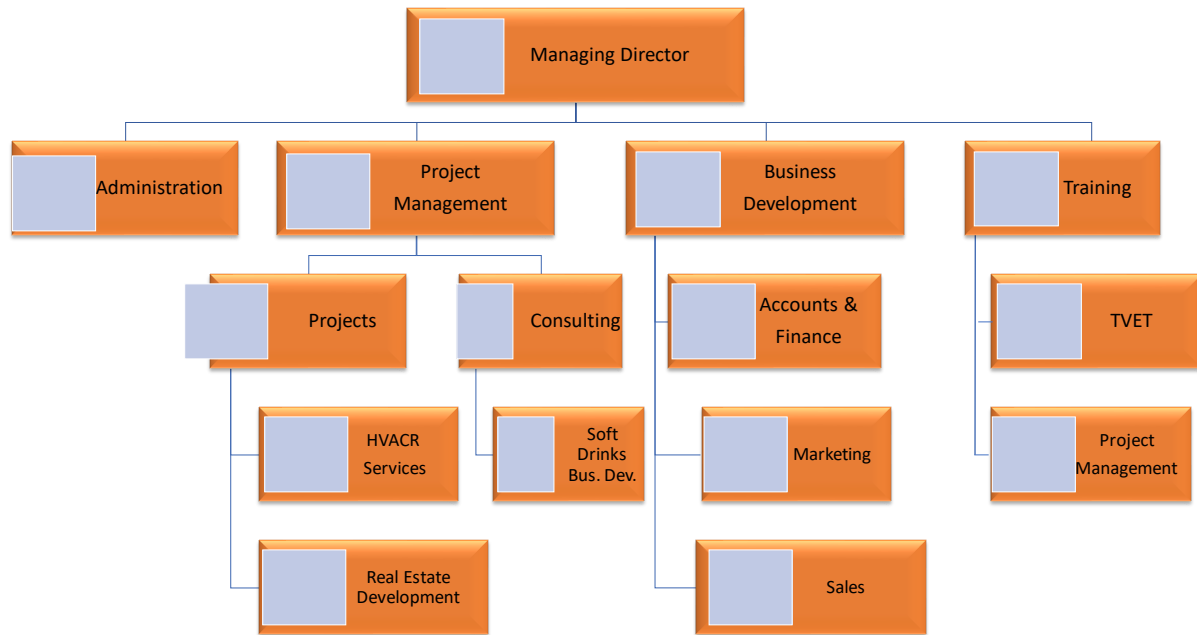 Managing Director
Administration
Project
Management
Business
Development
Training
Projects
Consulting
Accounts &
Finance
TVET
HVACR
Services
Soft
Drinks
Bus. Dev.
Marketing
Project
Management
Real Estate
Development
Sales